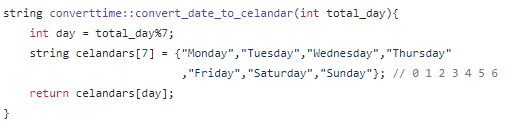 string converttime::convert_date_to_celandar(int total_day){
    int day = total_day%7;
    string celandars[7] = {"Monday","Tuesday","Wednesday","Thursday"
                          ,"Friday","Saturday","Sunday"}; // 0 1 2 3 4 5 6
    return celandars[day];
}